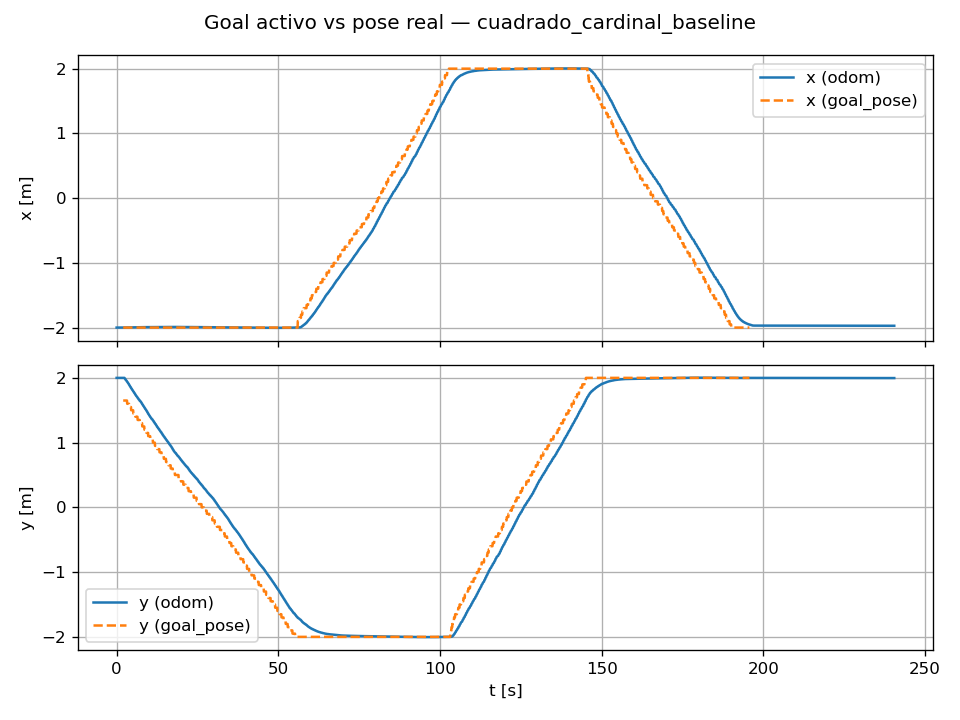 Goal activo vs pose real — cuadrado_cardinal_baseline
2
1
0
−1
−2
x [m]
x (odom)
x (goal_pose)
2
1
0
−1
−2
y [m]
y (odom)
y (goal_pose)
0 50 100 150 200 250
t [s]